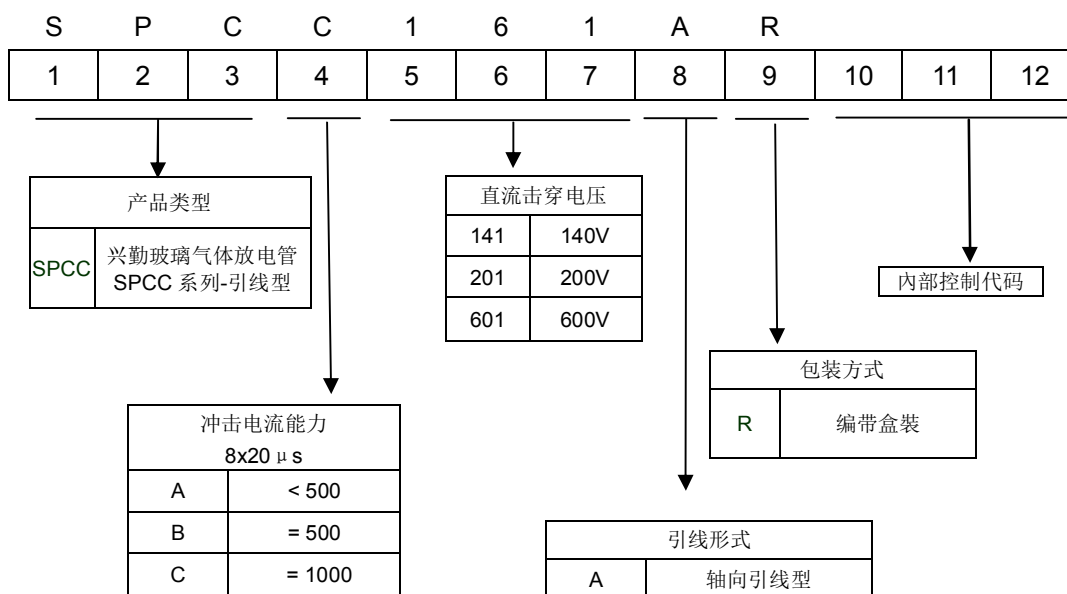 S P C C 1 6 1 A R
1 2 3 4 5 6 7 8 9 10 11 12
产品类型
SPCC
兴勤玻璃气体放电管
SPCC 系列-引线型
直流击穿电压
141 140V
201 200V
601 600V
內部控制代码
包装方式
R 编带盒装
冲击电流能力
8x20 μ s
A < 500
B = 500
C = 1000
引线形式
A 轴向引线型